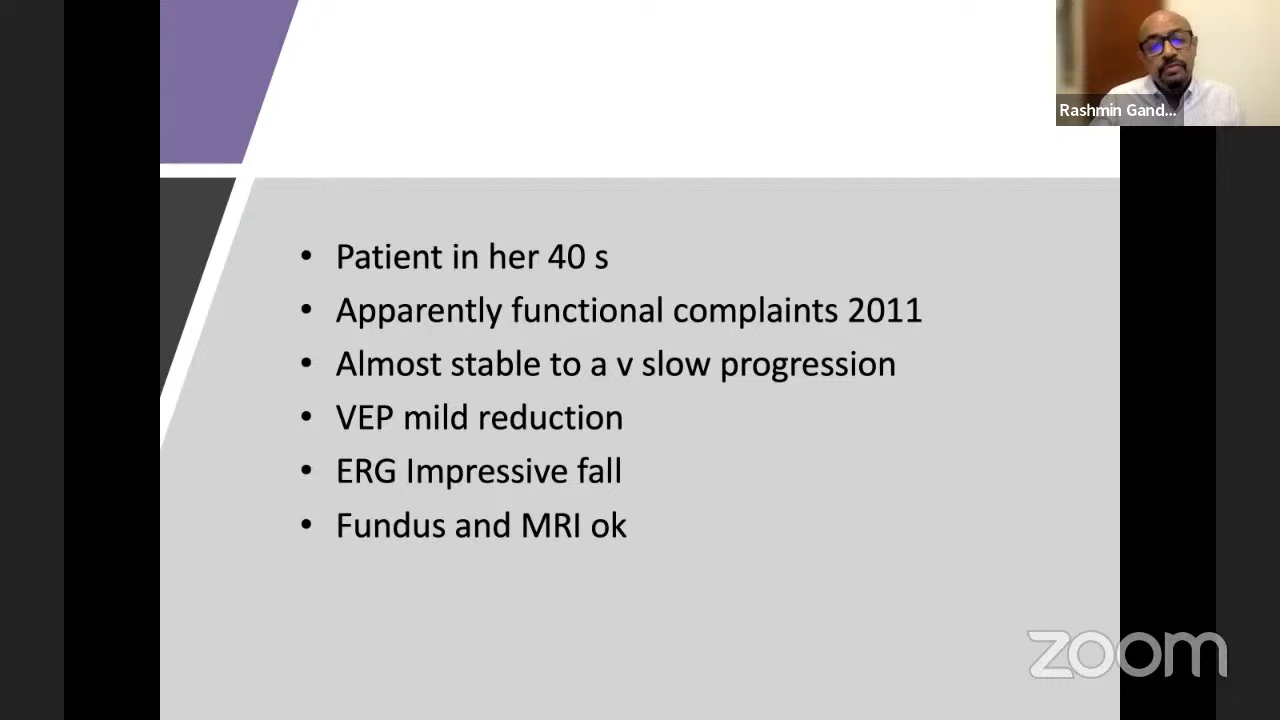 Rashmin Gand...
• Patient in her 40 s
• Apparently functional complaints 2011
• Almost stable to a v slow progression
• VEP mild reduction
• ERG Impressive fall
• Fundus and MRI ok
zoom